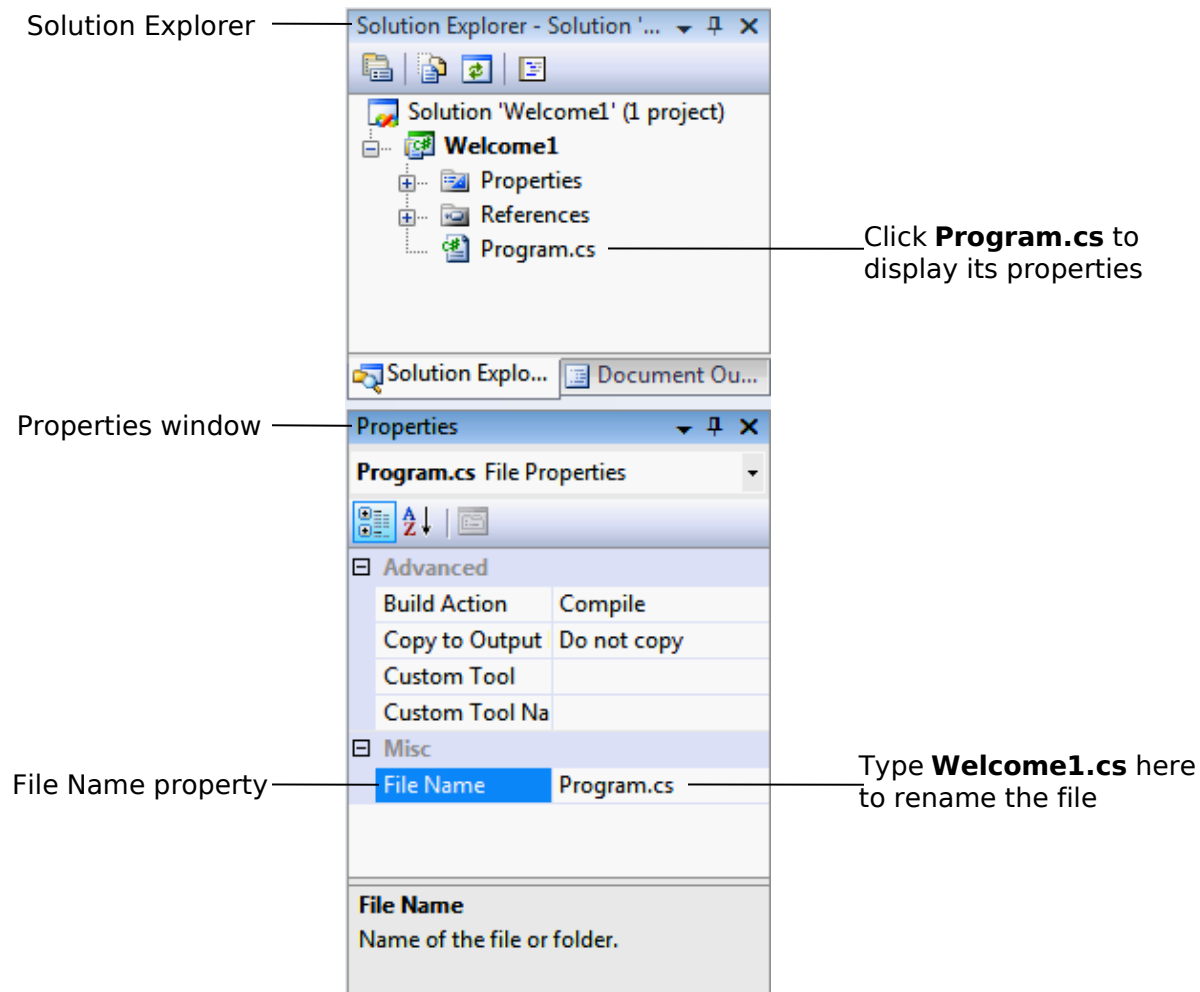 Solution Explorer
Solution Explorer - Solution '...
Solution 'Welcome1' (1 project)
Welcome1
Properties
References
Program.cs
Click Program.cs to
display its properties
Solution Explo...
Document Ou...
Properties window
Properties
Program.cs File Properties
Advanced
Build Action Compile
Copy to Output Do not copy
Custom Tool
Custom Tool Na
Misc
File Name property
File Name Program.cs
Type Welcome1.cs here
to rename the file
File Name
Name of the file or folder.